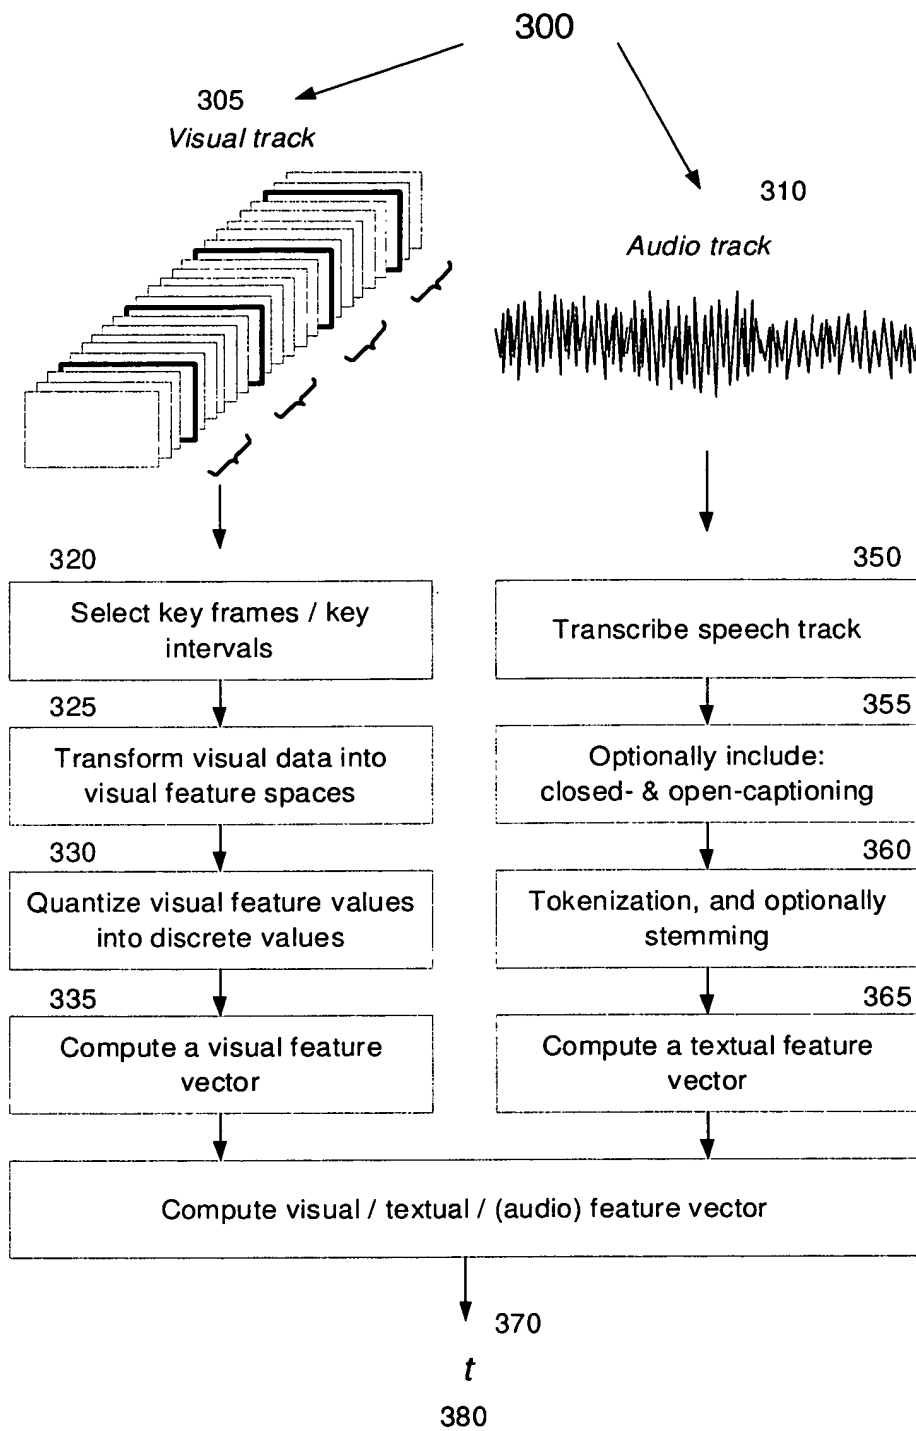 300
305
Visual track
310
Audio track
320
Select key frames / key
intervals
325
Transform visual data into
visual feature spaces
330
Quantize visual feature values
into discrete values
335
Compute a visual feature
vector
350
Transcribe speech track
355
Optionally include:
closed- & open-captioning
360
Tokenization, and optionally
stemming
365
Compute a textual feature
vector
Compute visual / textual / (audio) feature vector
370
t
380